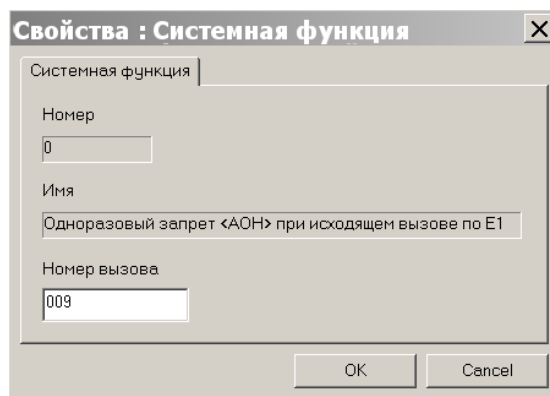 Свойства : Системная функция
Системная функция
Номер
0
Имя
Одноразовый запрет <АОН> при исходящем вызове по Е1
Номер вызова
009
OK Cancel